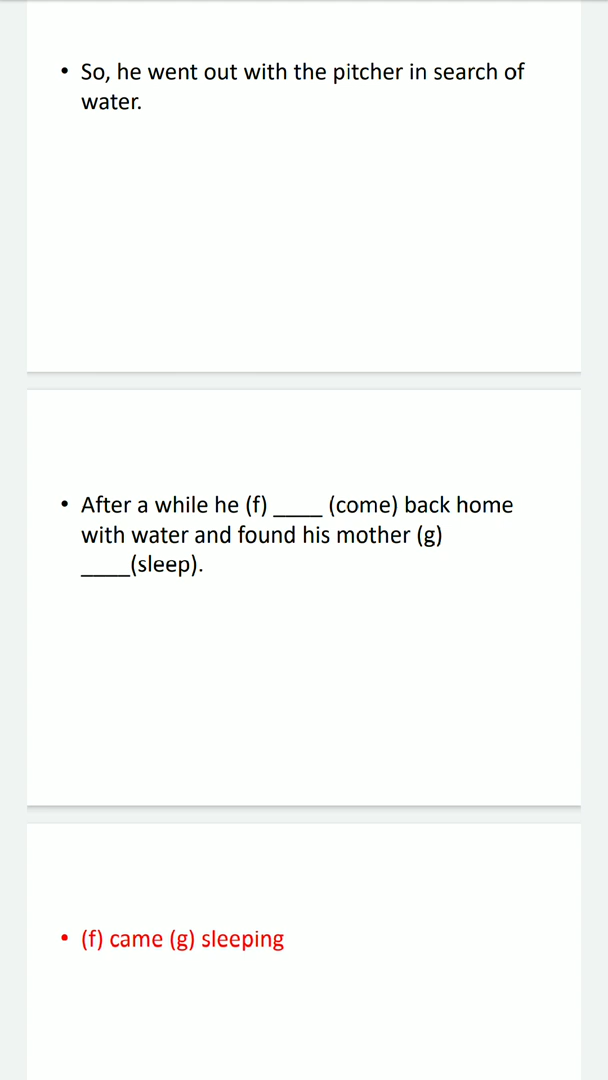 • So, he went out with the pitcher in search of
water.
• After a while he (f) ____ (come) back home
with water and found his mother (g)
____(sleep).
• (f) came (g) sleeping